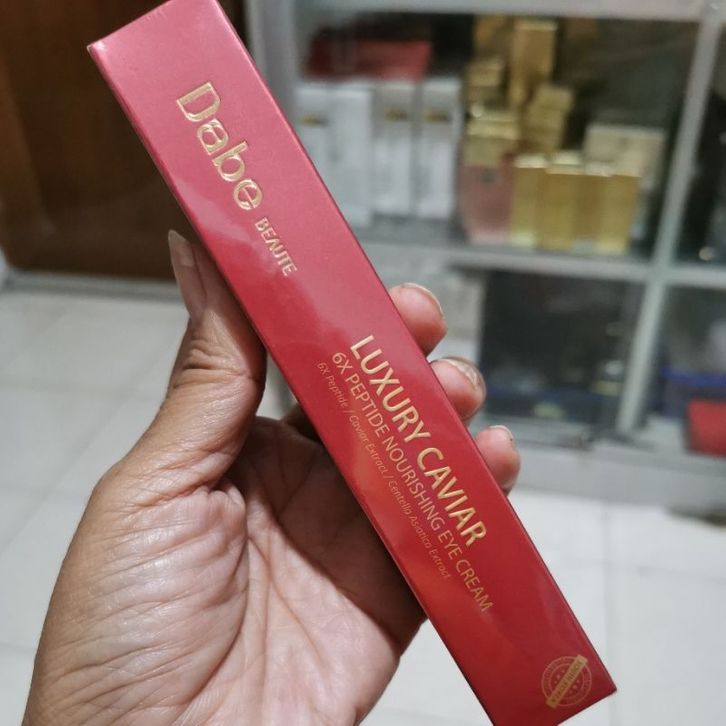 Dabe
BEAUTE
LUXURY CAVIAR
6X PEPTIDE NOURISHING EYE CREAM
6X Peptide / Caviar Extract / Centella Asiatica Extract